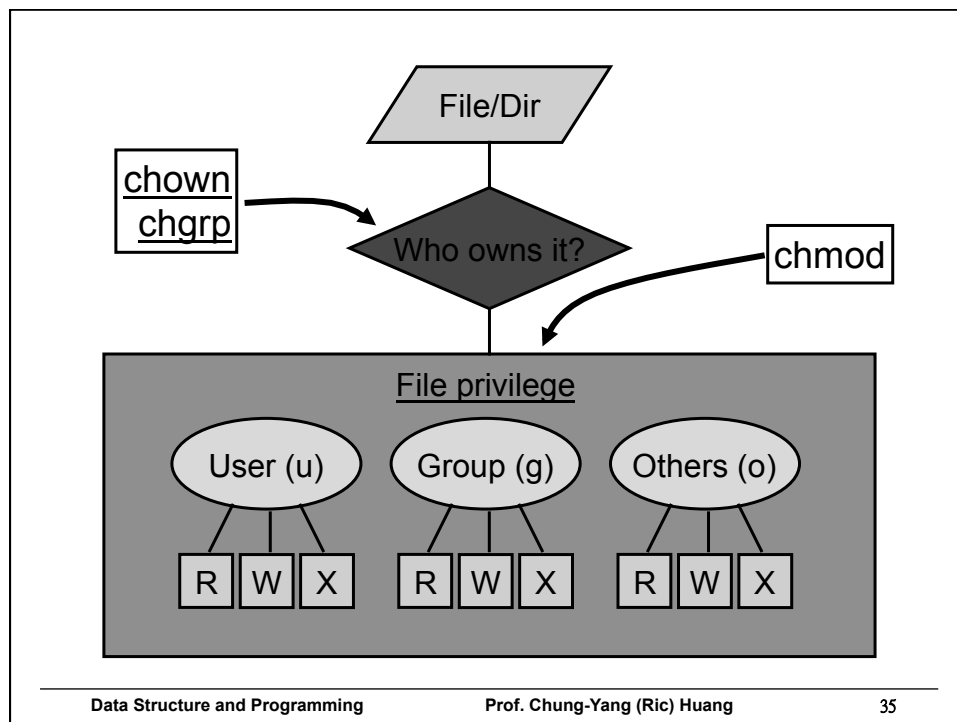 File/Dir
chown
chgrp
Who owns it?
chmod
File privilege
User (u) Group (g) Others (o)
R W X R W X R W X
Data Structure and Programming Prof. Chung-Yang (Ric) Huang 35